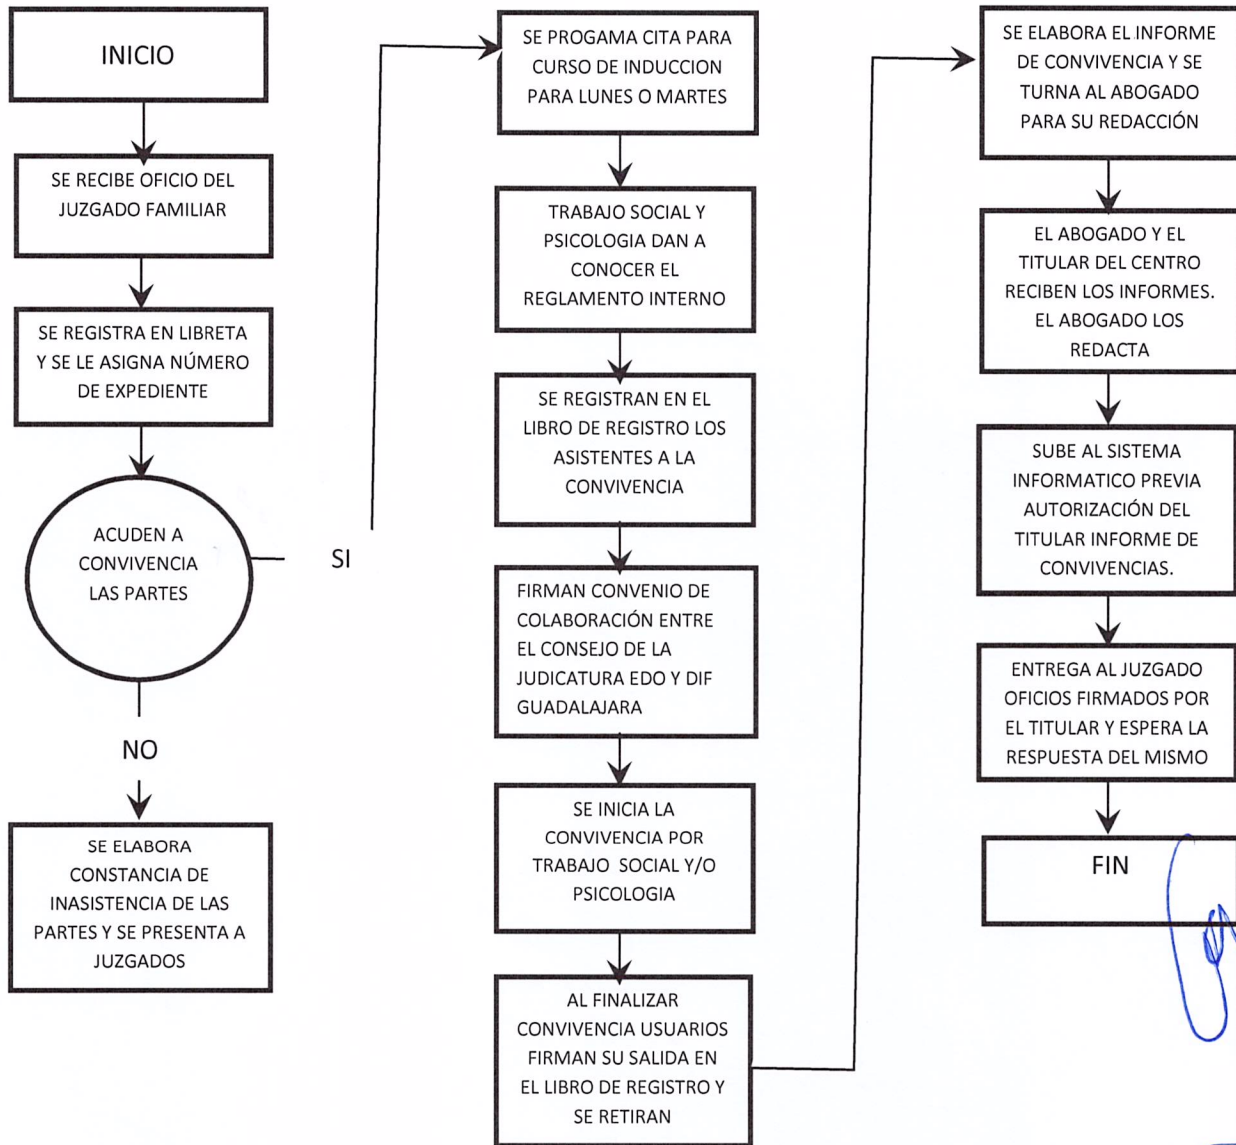 INICIO
SE RECIBE OFICIO DEL
JUZGADO FAMILIAR
SE REGISTRA EN LIBRETA
Y SE LE ASIGNA NÚMERO
DE EXPEDIENTE
ACUDEN A
CONVIVENCIA
LAS PARTES
SI
NO
SE ELABORA
CONSTANCIA DE
INASISTENCIA DE LAS
PARTES Y SE PRESENTA A
JUZGADOS
SE PROGAMA CITA PARA
CURSO DE INDUCCION
PARA LUNES O MARTES
TRABAJO SOCIAL Y
PSICOLOGIA DAN A
CONOCER EL
REGLAMENTO INTERNO
SE REGISTRAN EN EL
LIBRO DE REGISTRO LOS
ASISTENTES A LA
CONVIVENCIA
FIRMAN CONVENIO DE
COLABORACIÓN ENTRE
EL CONSEJO DE LA
JUDICATURA EDO Y DIF
GUADALAJARA
SE INICIA LA
CONVIVENCIA POR
TRABAJO SOCIAL Y/O
PSICOLOGIA
AL FINALIZAR
CONVIVENCIA USUARIOS
FIRMAN SU SALIDA EN
EL LIBRO DE REGISTRO Y
SE RETIRAN
SE ELABORA EL INFORME
DE CONVIVENCIA Y SE
TURNA AL ABOGADO
PARA SU REDACCIÓN
EL ABOGADO Y EL
TITULAR DEL CENTRO
RECIBEN LOS INFORMES.
EL ABOGADO LOS
REDACTA
SUBE AL SISTEMA
INFORMATICO PREVIA
AUTORIZACIÓN DEL
TITULAR INFORME DE
CONVIVENCIAS.
ENTREGA AL JUZGADO
OFICIOS FIRMADOS POR
EL TITULAR Y ESPERA LA
RESPUESTA DEL MISMO
FIN